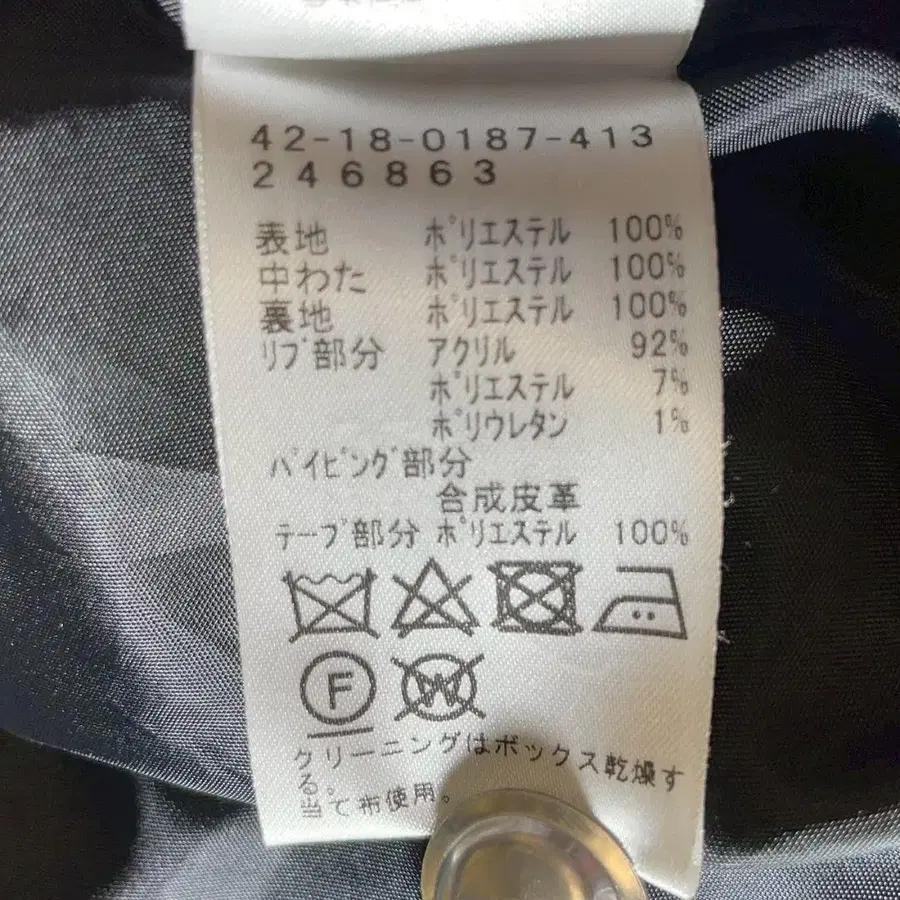 42-18-0187-413
246863
表地 ポリエステル 100%
中わた ポリエステル 100%
裏地 ポリエステル 100%
リブ部分 アクリル 92%
ポリエステル 7%
ポリウレタン 1%
パイピング部分
合成皮革
テープ部分 ポリエステル 100%
F
W
クリーニングはボックス乾燥す
る。
当て布使用。